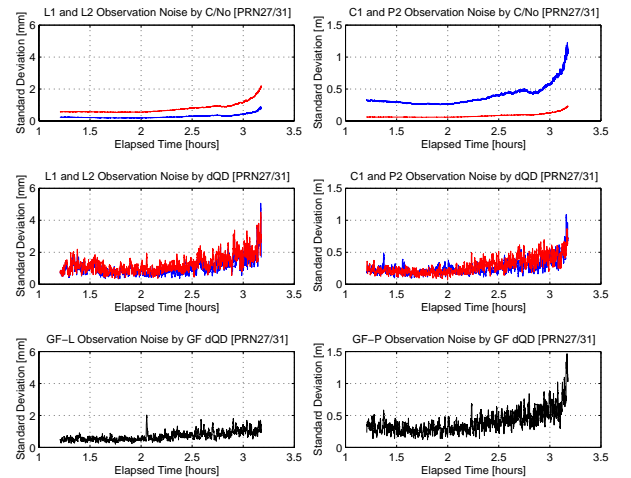 L1 and L2 Observation Noise by C/No [PRN27/31]
Standard Deviation [mm]
6
4
2
0
1 1.5 2 2.5 3 3.5
Elapsed Time [hours]
C1 and P2 Observation Noise by C/No [PRN27/31]
Standard Deviation [m]
1.5
1
0.5
0
1 1.5 2 2.5 3 3.5
Elapsed Time [hours]
L1 and L2 Observation Noise by dQD [PRN27/31]
Standard Deviation [mm]
6
4
2
0
1 1.5 2 2.5 3 3.5
Elapsed Time [hours]
C1 and P2 Observation Noise by dQD [PRN27/31]
Standard Deviation [m]
1.5
1
0.5
0
1 1.5 2 2.5 3 3.5
Elapsed Time [hours]
GF−L Observation Noise by GF dQD [PRN27/31]
Standard Deviation [mm]
6
4
2
0
1 1.5 2 2.5 3 3.5
Elapsed Time [hours]
GF−P Observation Noise by GF dQD [PRN27/31]
Standard Deviation [m]
1.5
1
0.5
0
1 1.5 2 2.5 3 3.5
Elapsed Time [hours]